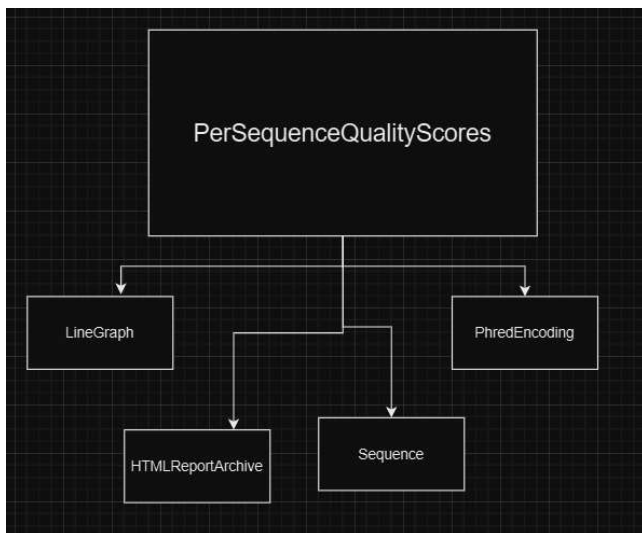 PerSequenceQualityScores
LineGraph
PhredEncoding
HTMLReportArchive
Sequence